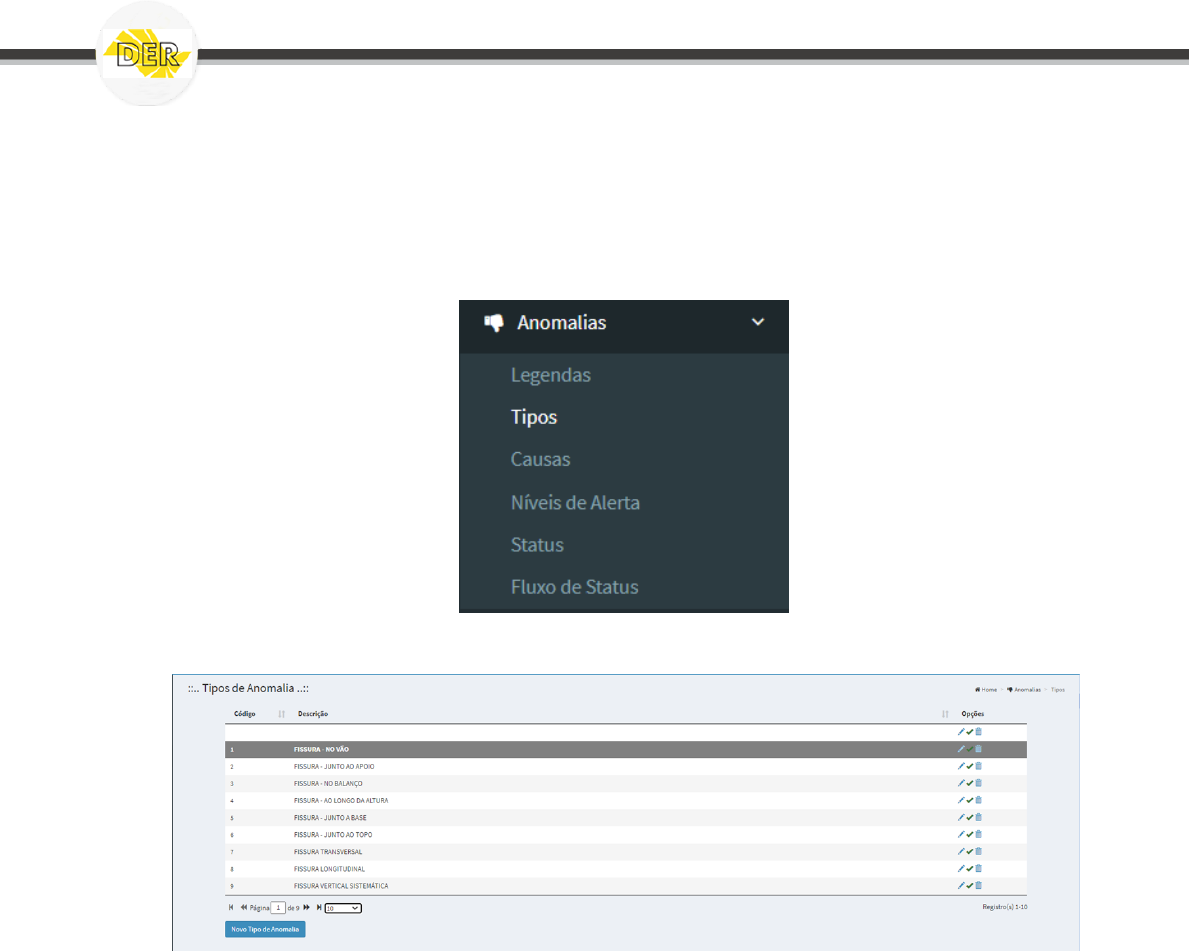 DER
Anomalias
Legendas
Tipos
Causas
Níveis de Alerta
Status
Fluxo de Status
::.. Tipos de Anomalia ..::
Home - Anomalias - Tipos
Código Descrição Opções
1 FISSURA - NO VÃO
2 FISSURA - JUNTO AO APOIO
3 FISSURA - NO BALANÇO
4 FISSURA - AO LONGO DA ALTURA
5 FISSURA - JUNTO A BASE
6 FISSURA - JUNTO AO TOPO
7 FISSURA TRANSVERSAL
8 FISSURA LONGITUDINAL
9 FISSURA VERTICAL SISTEMÁTICA
Página 1 de 9 10 Registro(s) 1-10
Novo Tipo de Anomalia